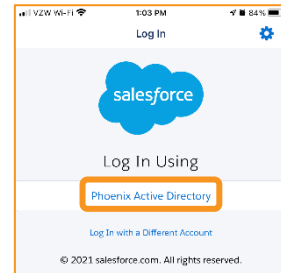 VZW Wi-Fi 1:03 PM 84%
Log In
salesforce
Log In Using
Phoenix Active Directory
Log In with a Different Account
© 2021 salesforce.com. All rights reserved.